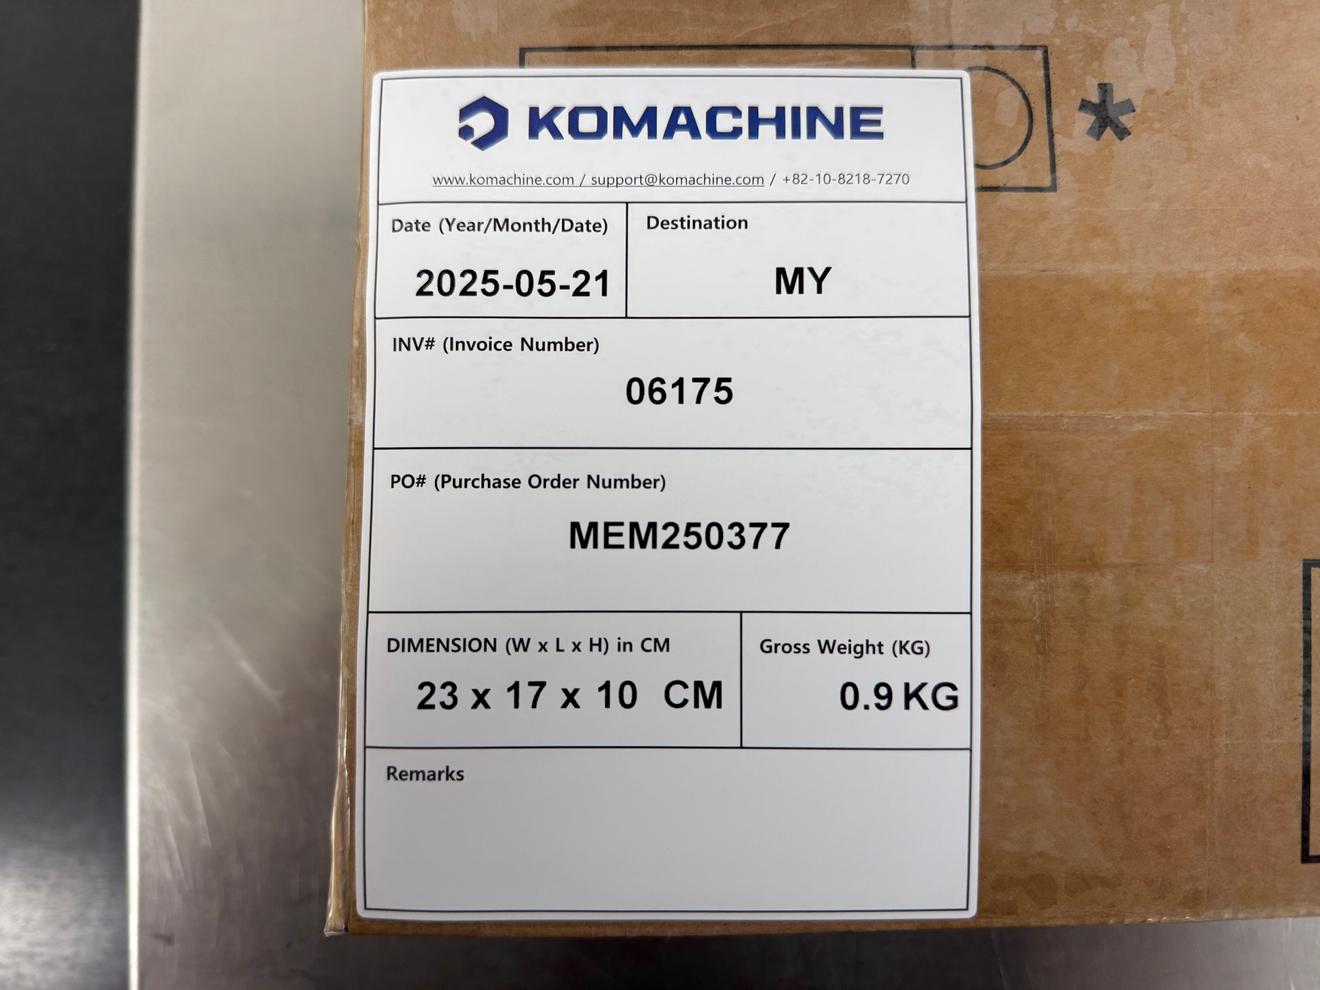 KOMACHINE
www.komachine.com / support@komachine.com / +82-10-8218-7270
Date (Year/Month/Date)
Destination
2025-05-21
MY
INV# (Invoice Number)
06175
PO# (Purchase Order Number)
MEM250377
DIMENSION (W x L x H) in CM
Gross Weight (KG)
23 x 17 x 10 CM
0.9 KG
Remarks